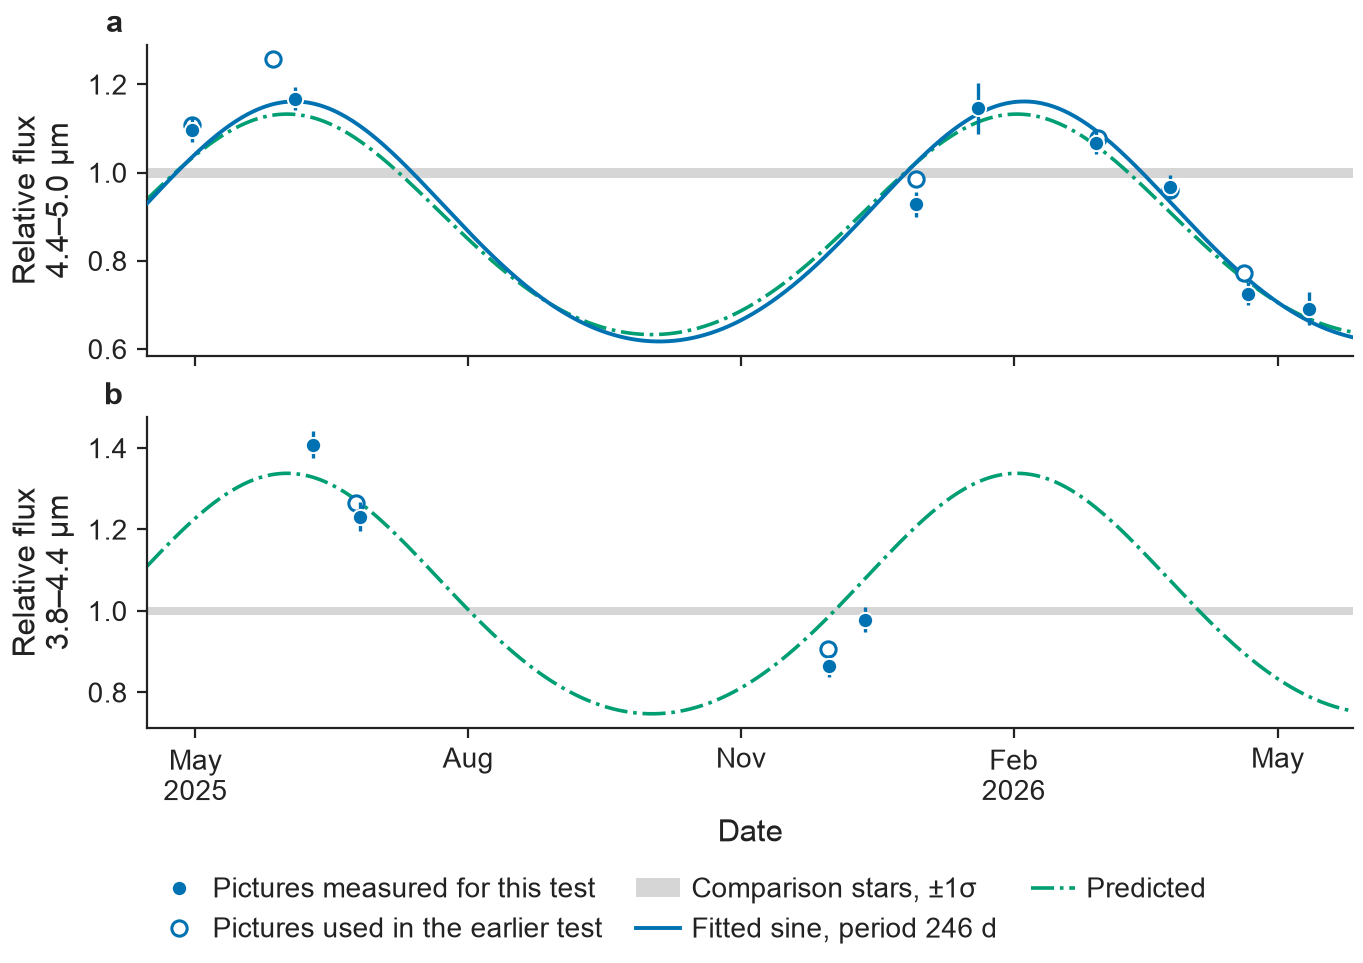 a
Relative flux
4.4–5.0 μm
1.2
1.0
0.8
0.6
b
Relative flux
3.8–4.4 μm
1.4
1.2
1.0
0.8
May
2025
Aug
Nov
Feb
2026
May
Date
Pictures measured for this test
Comparison stars, ±1σ
Predicted
Pictures used in the earlier test
Fitted sine, period 246 d